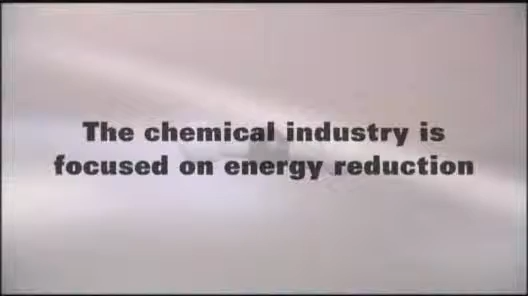 The chemical industry is
focused on energy reduction